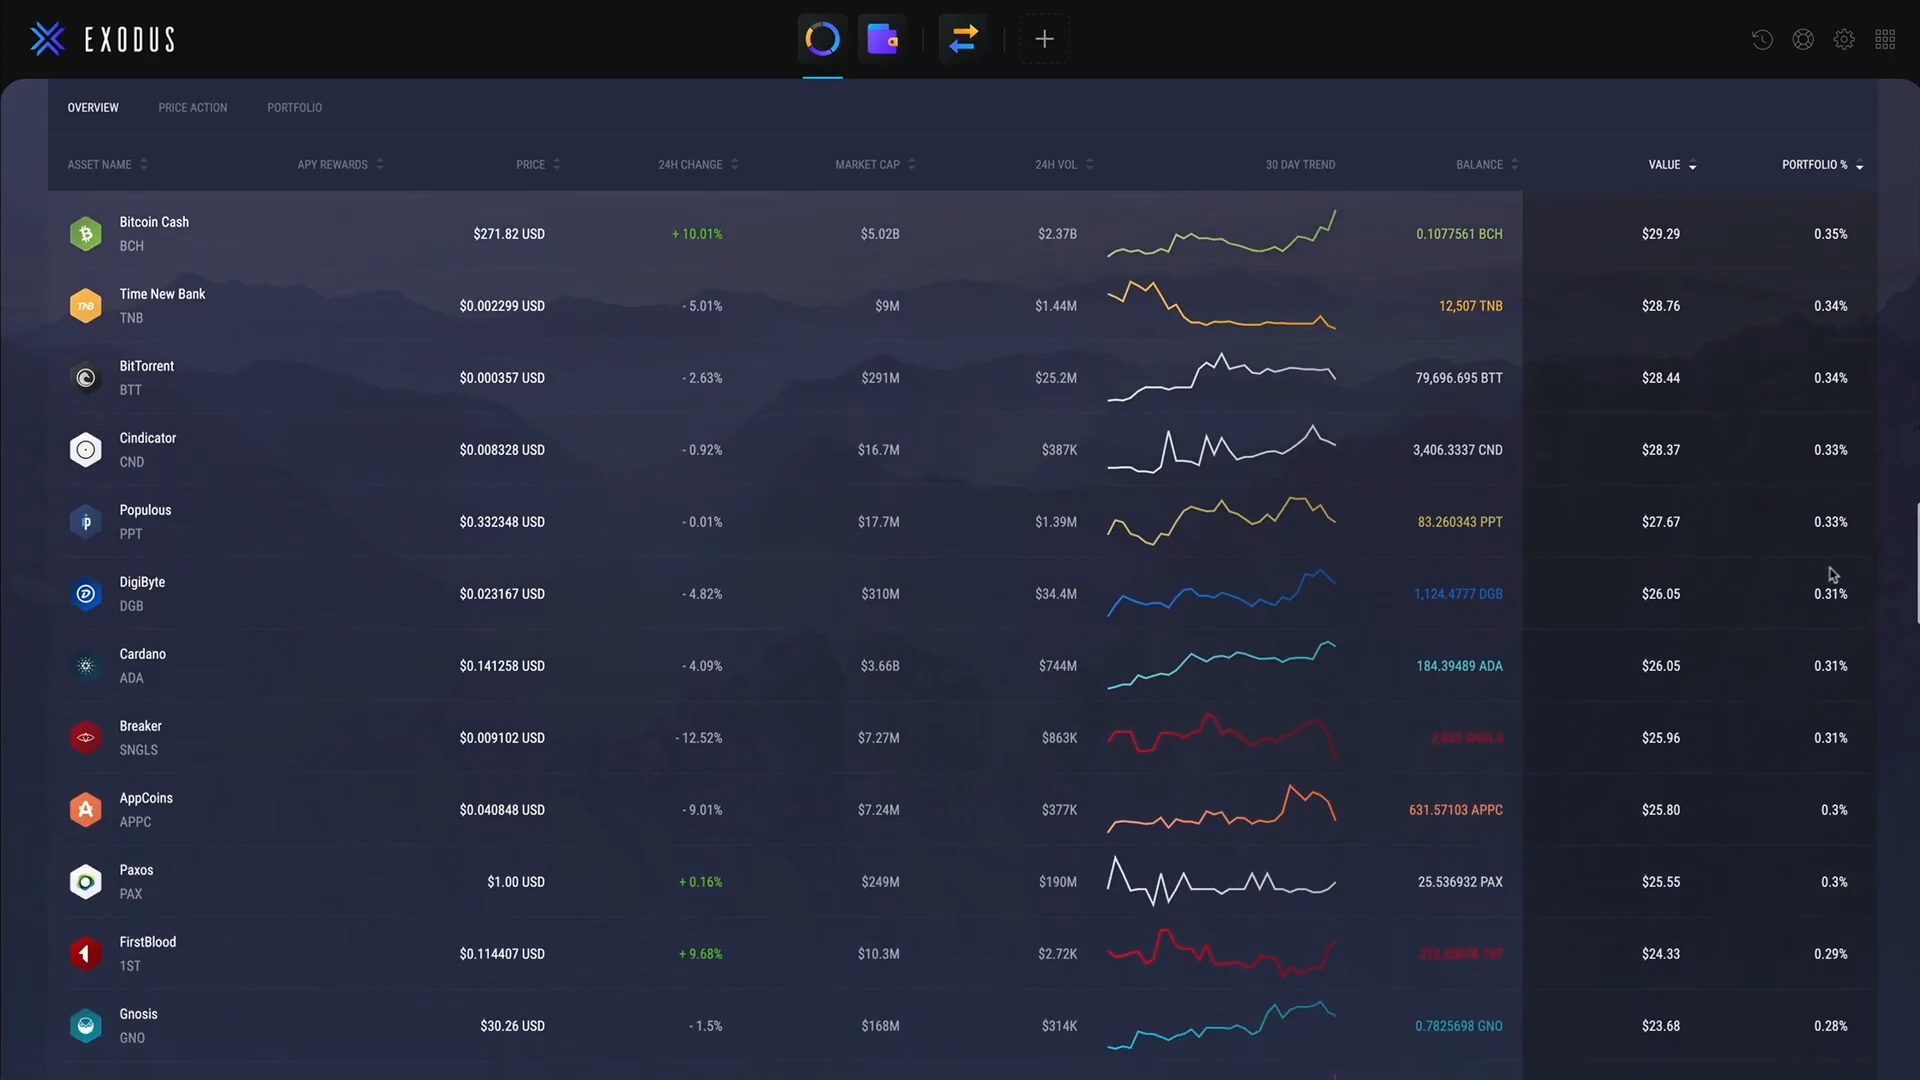 EXODUS
OVERVIEW PRICE ACTION PORTFOLIO
ASSET NAME APY REWARDS PRICE 24H CHANGE MARKET CAP 24H VOL 30 DAY TREND BALANCE VALUE PORTFOLIO %
Bitcoin Cash
BCH
$271.82 USD + 10.01% $5.02B $2.37B 0.1077561 BCH $29.29 0.35%
Time New Bank
TNB
$0.002299 USD - 5.01% $9M $1.44M 12,507 TNB $28.76 0.34%
BitTorrent
BTT
$0.000357 USD - 2.63% $291M $25.2M 79,696.695 BTT $28.44 0.34%
Cindicator
CND
$0.008328 USD - 0.92% $16.7M $387K 3,406.3337 CND $28.37 0.33%
Populous
PPT
$0.332348 USD - 0.01% $17.7M $1.39M 83.260343 PPT $27.67 0.33%
DigiByte
DGB
$0.023167 USD - 4.82% $310M $34.4M 1,124.4777 DGB $26.05 0.31%
Cardano
ADA
$0.141258 USD - 4.09% $3.66B $744M 184.39489 ADA $26.05 0.31%
Breaker
SNGLS
$0.009102 USD - 12.52% $7.27M $863K SNGLS $25.96 0.31%
AppCoins
APPC
$0.040848 USD - 9.01% $7.24M $377K 631.57103 APPC $25.80 0.3%
Paxos
PAX
$1.00 USD + 0.16% $249M $190M 25.536932 PAX $25.55 0.3%
FirstBlood
1ST
$0.114407 USD + 9.68% $10.3M $2.72K 1ST $24.33 0.29%
Gnosis
GNO
$30.26 USD - 1.5% $168M $314K 0.7825698 GNO $23.68 0.28%